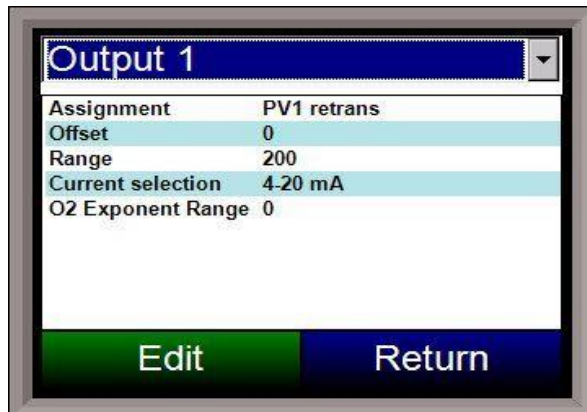 Output 1
Assignment PV1 retrans
Offset 0
Range 200
Current selection 4-20 mA
O2 Exponent Range 0
Edit Return